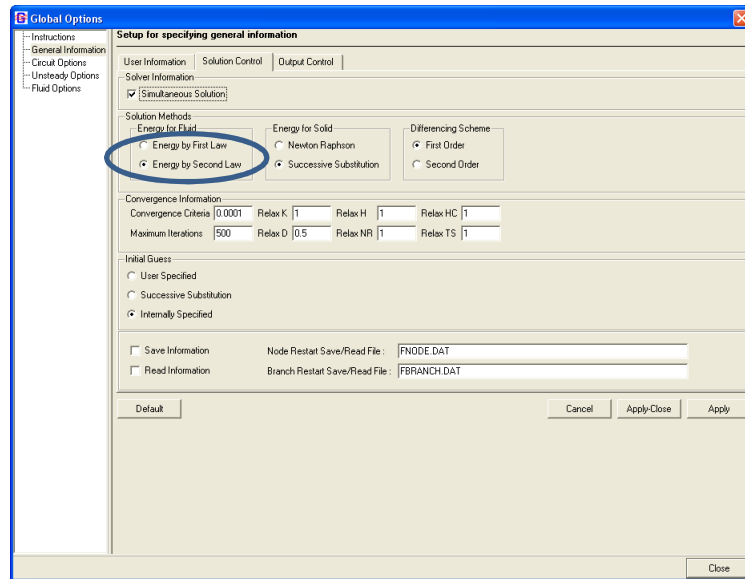 Global Options
Instructions
General Information
Circuit Options
Unsteady Options
Fluid Options
Setup for specifying general information
User Information Solution Control Output Control
Solver Information
Simultaneous Solution
Solution Methods
Energy for Fluid Energy for Solid Differencing Scheme
Energy by First Law Newton Raphson First Order
Energy by Second Law Successive Substitution Second Order
Convergence Information
Convergence Criteria 0.0001 Relax K 1 Relax H 1 Relax HC 1
Maximum Iterations 500 Relax D 0.5 Relax NR 1 Relax TS 1
Initial Guess
User Specified
Successive Substitution
Internally Specified
Save Information Node Restart Save/Read File : FNODE.DAT
Read Information Branch Restart Save/Read File : FBRANCH.DAT
Default Cancel Apply-Close Apply
Close